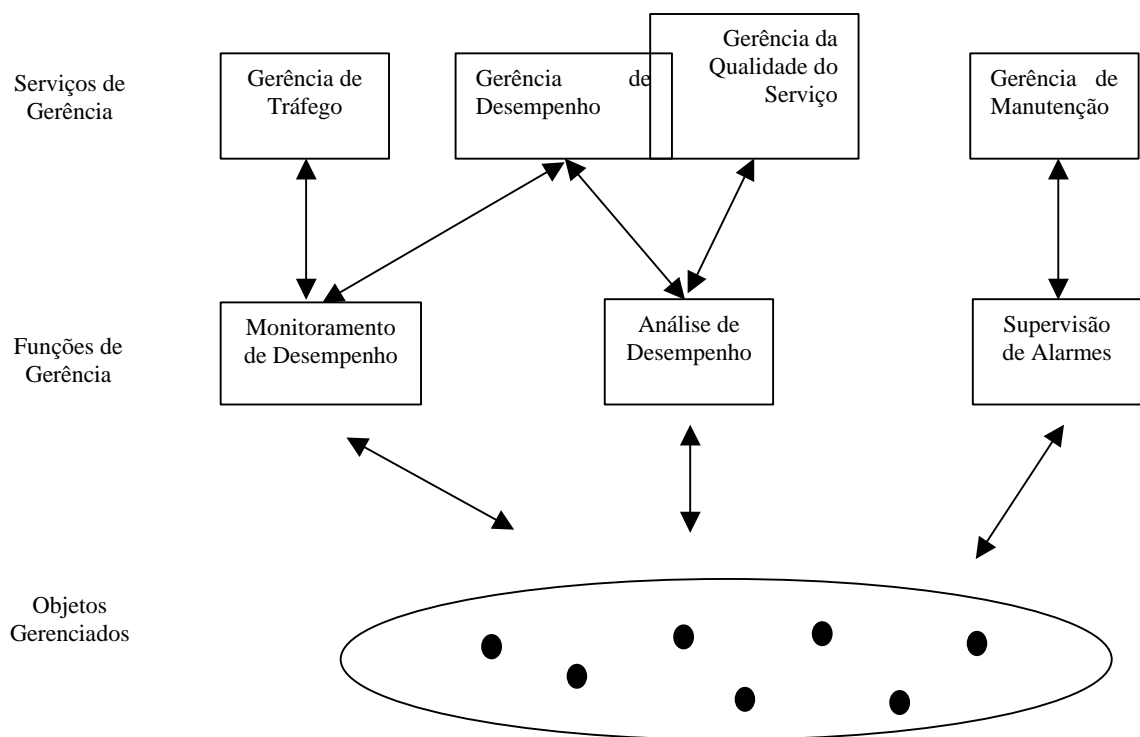 Serviços de
Gerência
Gerência de
Tráfego
Gerência de
Desempenho
Gerência da
Qualidade do
Serviço
Gerência de
Manutenção
Funções de
Gerência
Monitoramento
de Desempenho
Análise de
Desempenho
Supervisão
de Alarmes
Objetos
Gerenciados